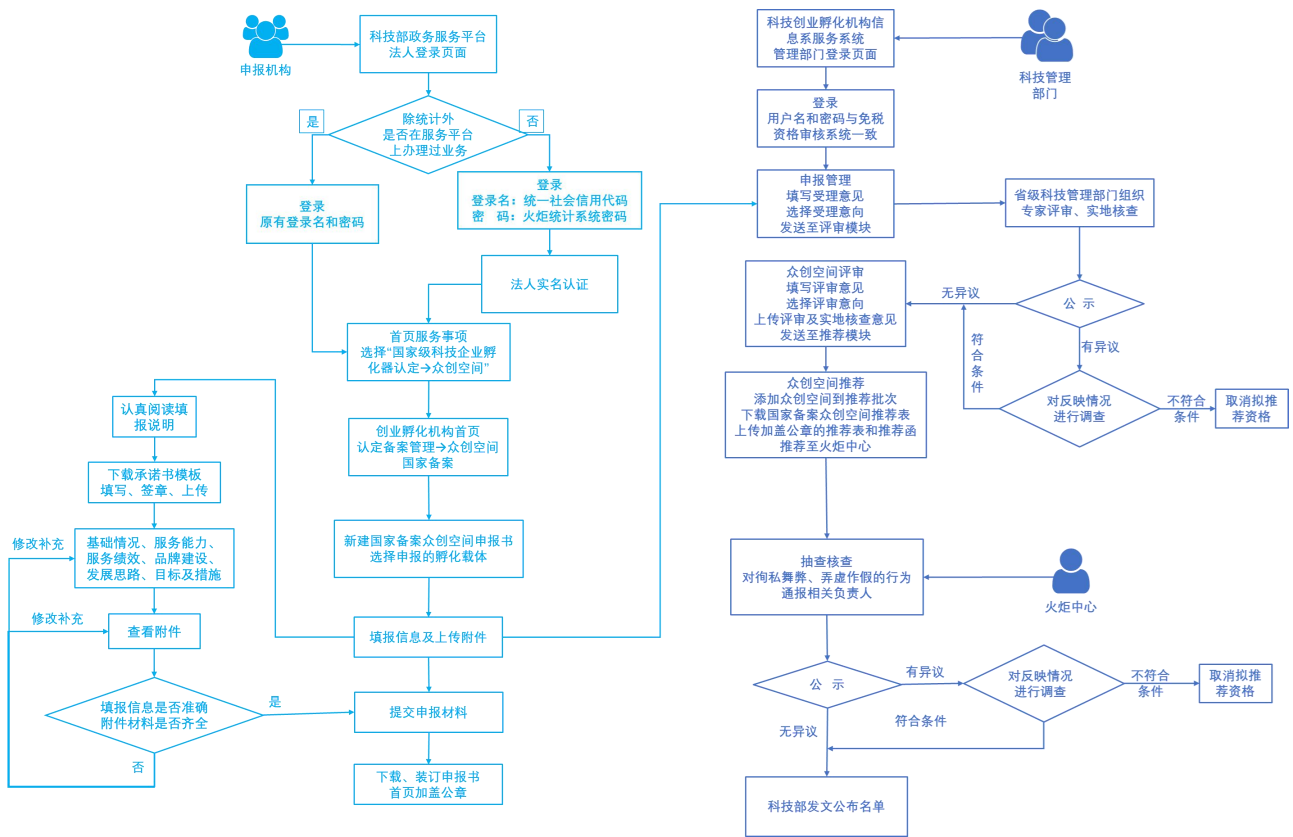 申报机构
科技部政务服务平台
法人登录页面
除统计外
是否在服务平台
上办理过业务
是
否
登录
原有登录名和密码
登录
登录名：统一社会信用代码
密　码：火炬统计系统密码
法人实名认证
首页服务事项
选择“国家级科技企业孵
化器认定→众创空间”
创业孵化机构首页
认定备案管理→众创空间
国家备案
新建国家备案众创空间申报书
选择申报的孵化载体
填报信息及上传附件
认真阅读填
报说明
下载承诺书模板
填写、签章、上传
修改补充
基础情况、服务能力、
服务绩效、品牌建设、
发展思路、目标及措施
修改补充
查看附件
填报信息是否准确
附件材料是否齐全
是
否
提交申报材料
下载、装订申报书
首页加盖公章
科技创业孵化机构信
息系服务系统
管理部门登录页面
科技管理
部门
登录
用户名和密码与免税
资格审核系统一致
申报管理
填写受理意见
选择受理意向
发送至评审模块
省级科技管理部门组织
专家评审、实地核查
公 示
无异议
有异议
众创空间评审
填写评审意见
选择评审意向
上传评审及实地核查意见
发送至推荐模块
符
合
条
件
对反映情况
进行调查
不符合
条件
取消拟推
荐资格
众创空间推荐
添加众创空间到推荐批次
下载国家备案众创空间推荐表
上传加盖公章的推荐表和推荐函
推荐至火炬中心
抽查核查
对徇私舞弊、弄虚作假的行为
通报相关负责人
火炬中心
公 示
有异议
对反映情况
进行调查
不符合
条件
取消拟推
荐资格
无异议
符合条件
科技部发文公布名单